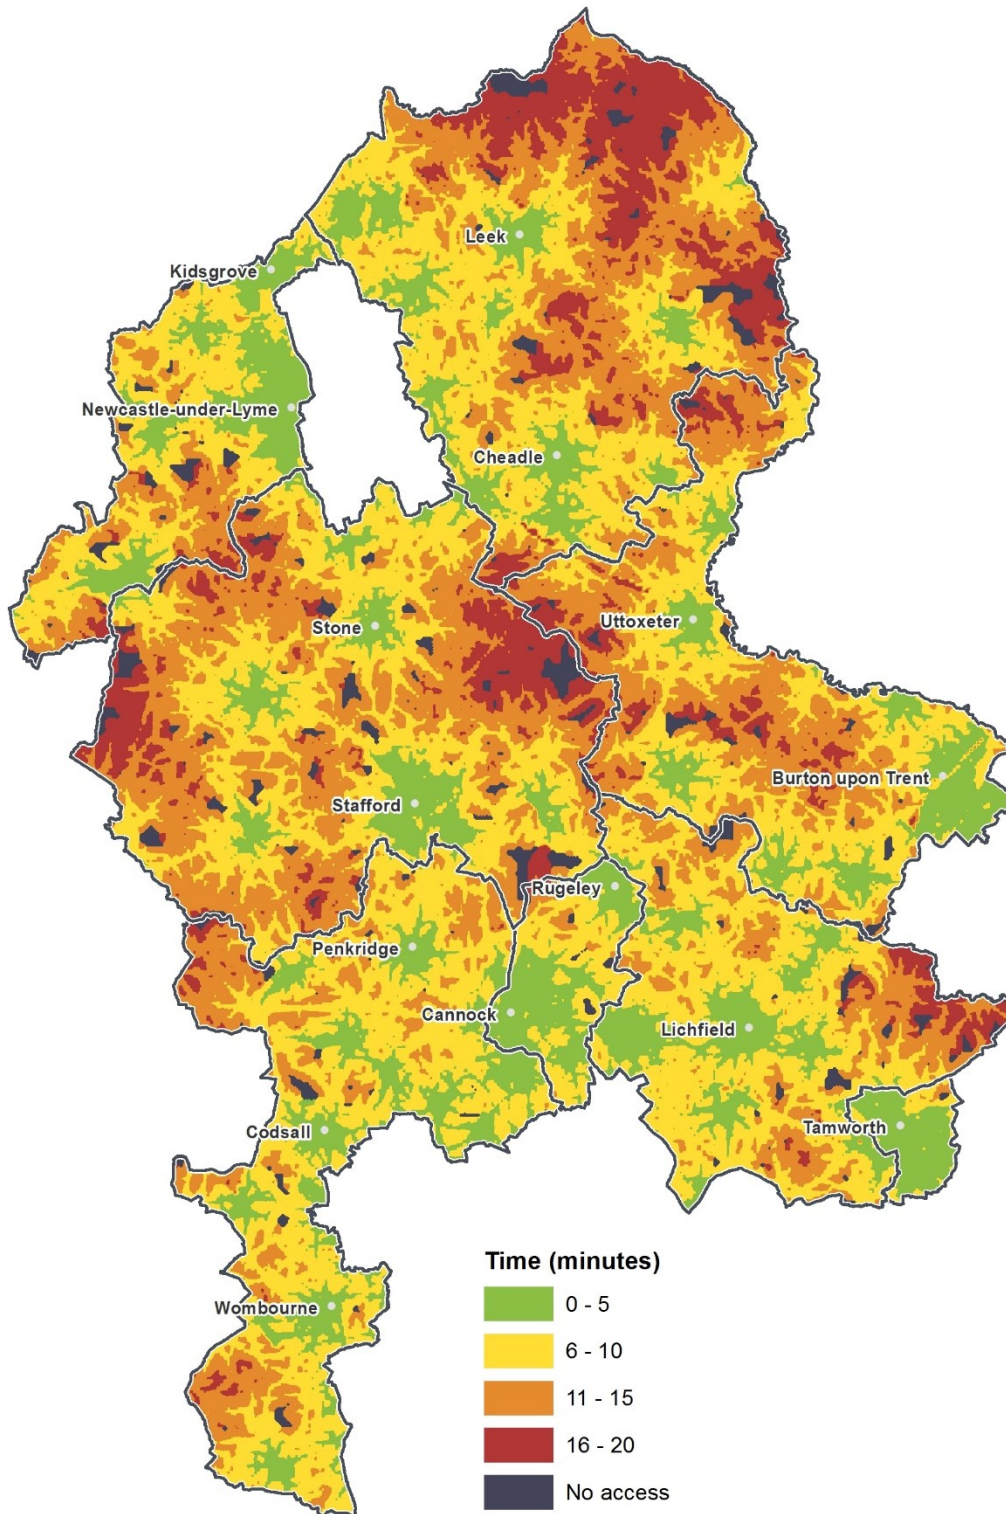 Leek
Kidsgrove
Newcastle-under-Lyme
Cheadle
Uttoxeter
Stone
Burton upon Trent
Stafford
Rugeley
Penkridge
Cannock
Lichfield
Codsall
Tamworth
Wombourne
Time (minutes)
0 - 5
6 - 10
11 - 15
16 - 20
No access